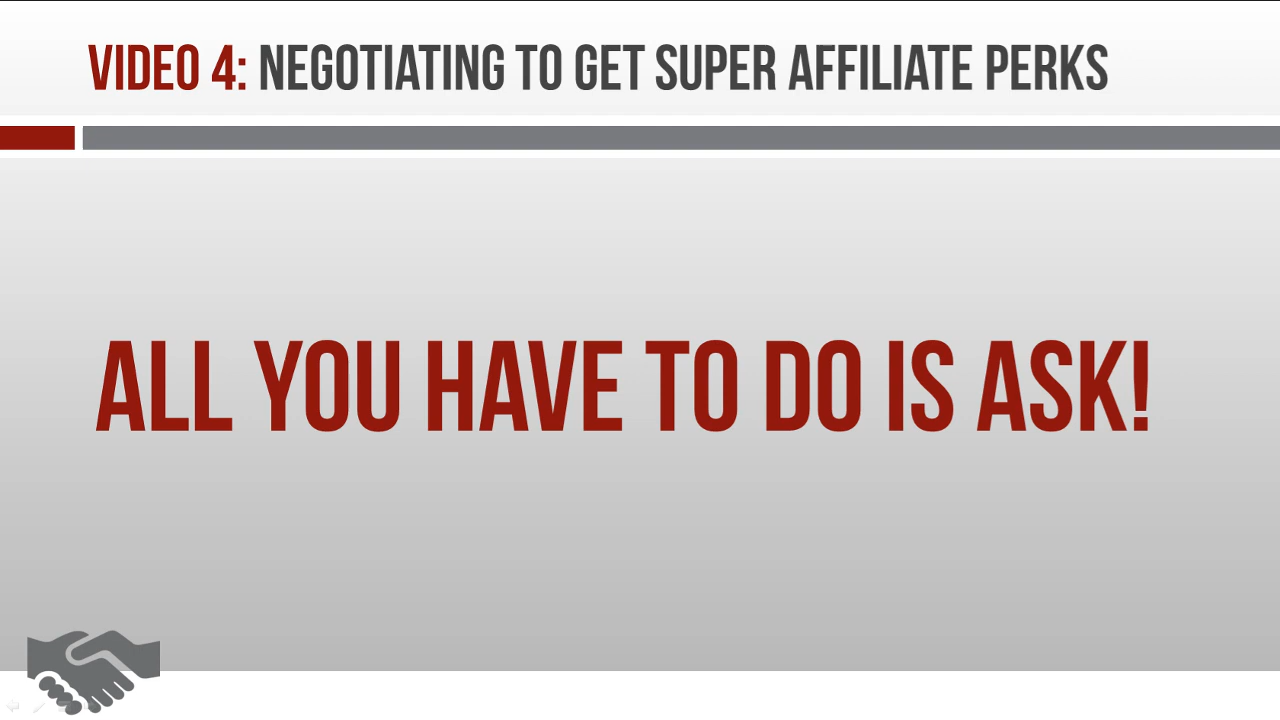 VIDEO 4: NEGOTIATING TO GET SUPER AFFILIATE PERKS
ALL YOU HAVE TO DO IS ASK!